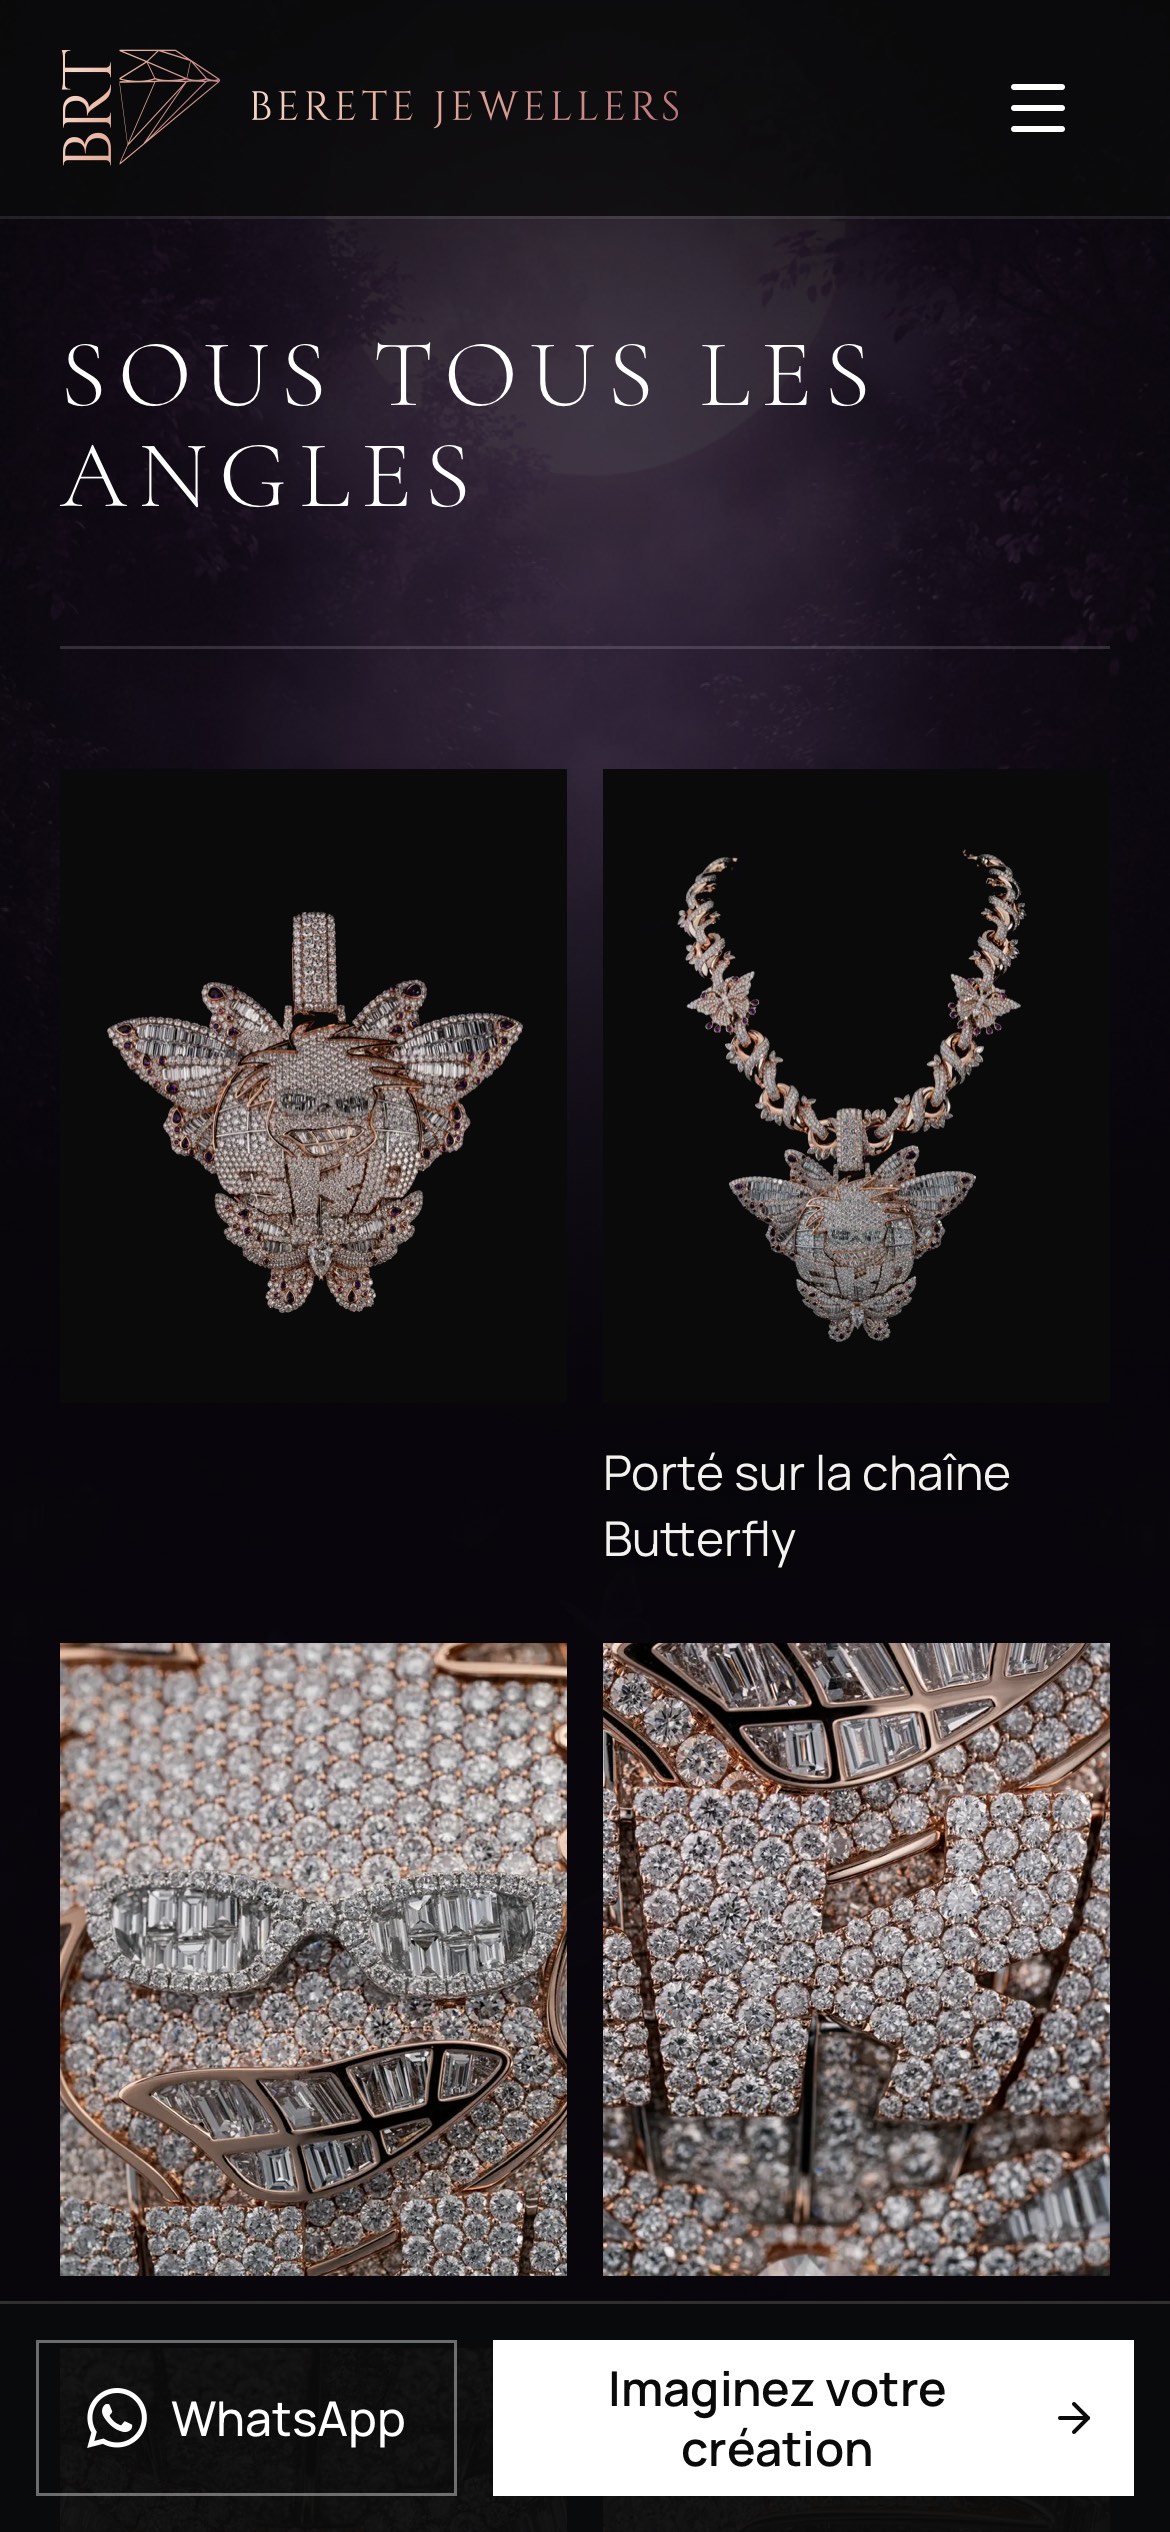 BRT
BERETE JEWELLERS
SOUS TOUS LES
ANGLES
Porté sur la chaîne
Butterfly
WhatsApp
Imaginez votre
création